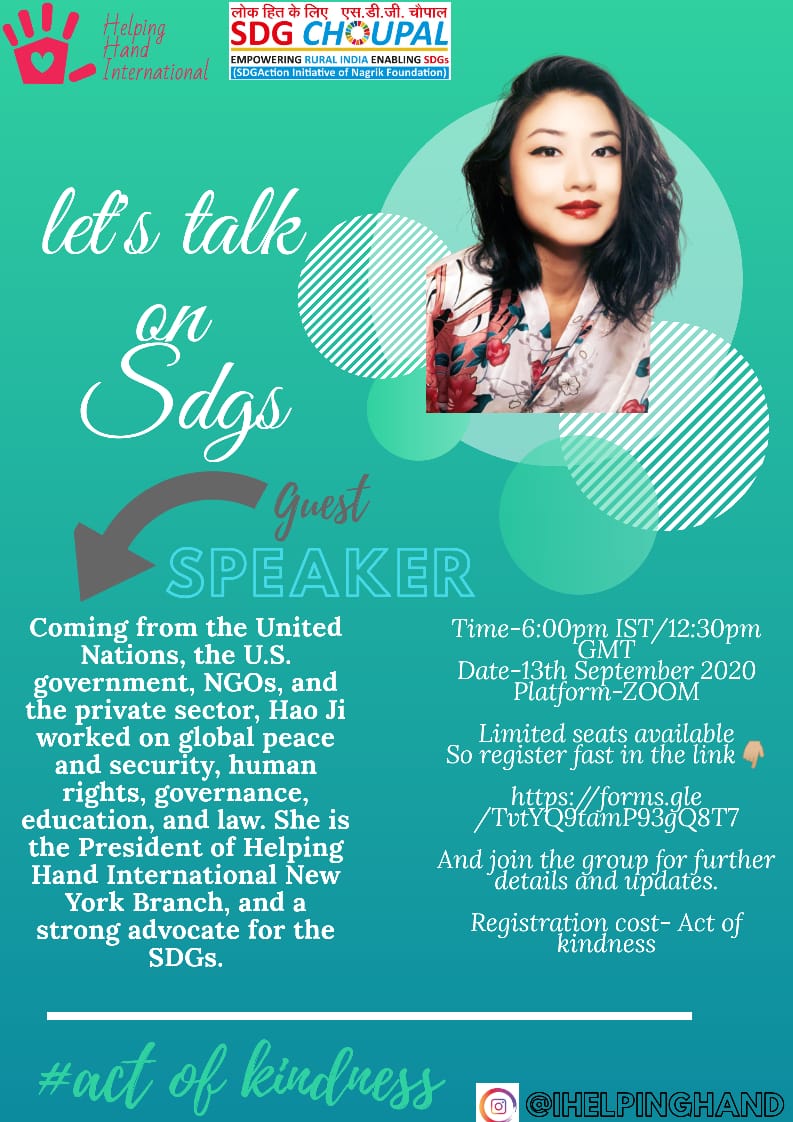 Helping
Hand
International
लोक हित के लिए एस.डी.जी. चौपाल
SDG CHOUPAL
EMPOWERING RURAL INDIA ENABLING SDGs
(SDGAction Initiative of Nagrik Foundation)
let's talk
on
Sdgs
Guest
SPEAKER
Coming from the United
Nations, the U.S.
government, NGOs, and
the private sector, Hao Ji
worked on global peace
and security, human
rights, governance,
education, and law. She is
the President of Helping
Hand International New
York Branch, and a
strong advocate for the
SDGs.
Time-6:00pm IST/12:30pm
GMT
Date-13th September 2020
Platform-ZOOM
Limited seats available
So register fast in the link 👇🏼
https://forms.gle
/TvtYQ9tamP93gQ8T7
And join the group for further
details and updates.
Registration cost- Act of
kindness
#act of kindness
@IHELPINGHAND